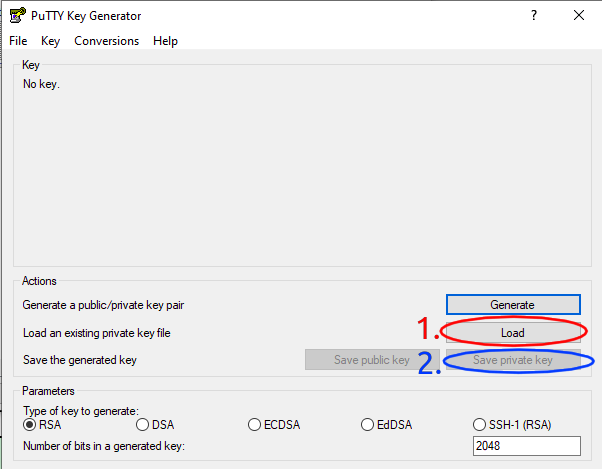 PuTTY Key Generator ?
File Key Conversions Help
Key
No key.
Actions
Generate a public/private key pair Generate
Load an existing private key file 1. Load
Save the generated key Save public key 2. Save private key
Parameters
Type of key to generate:
RSA DSA ECDSA EdDSA SSH-1 (RSA)
Number of bits in a generated key: 2048